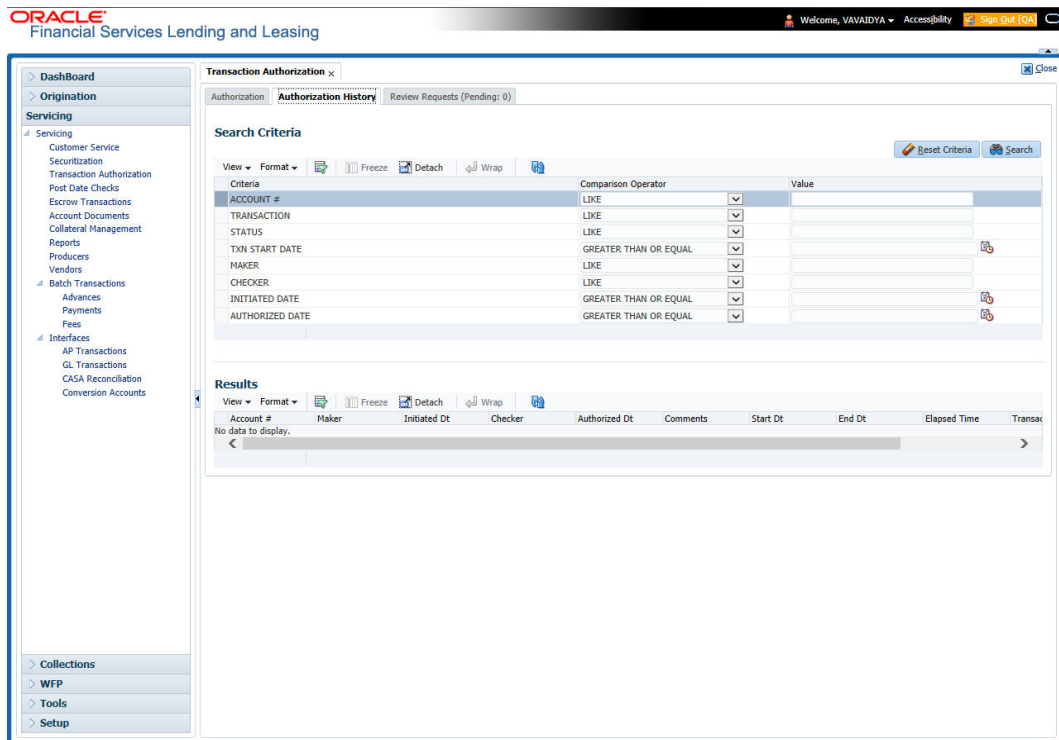 ORACLE
Financial Services Lending and Leasing
Welcome, VAVAIDYA
Accessibility
Sign Out [QA]
DashBoard
Origination
Servicing
Servicing
Customer Service
Securitization
Transaction Authorization
Post Date Checks
Escrow Transactions
Account Documents
Collateral Management
Reports
Producers
Vendors
Batch Transactions
Advances
Payments
Fees
Interfaces
AP Transactions
GL Transactions
CASA Reconciliation
Conversion Accounts
Collections
WFP
Tools
Setup
Transaction Authorization x
Close
Authorization Authorization History Review Requests (Pending: 0)
Search Criteria
Reset Criteria Search
View Format Freeze Detach Wrap
Criteria Comparison Operator Value
ACCOUNT # LIKE
TRANSACTION LIKE
STATUS LIKE
TXN START DATE GREATER THAN OR EQUAL
MAKER LIKE
CHECKER LIKE
INITIATED DATE GREATER THAN OR EQUAL
AUTHORIZED DATE GREATER THAN OR EQUAL
Results
View Format Freeze Detach Wrap
Account # Maker Initiated Dt Checker Authorized Dt Comments Start Dt End Dt Elapsed Time Transac
No data to display.